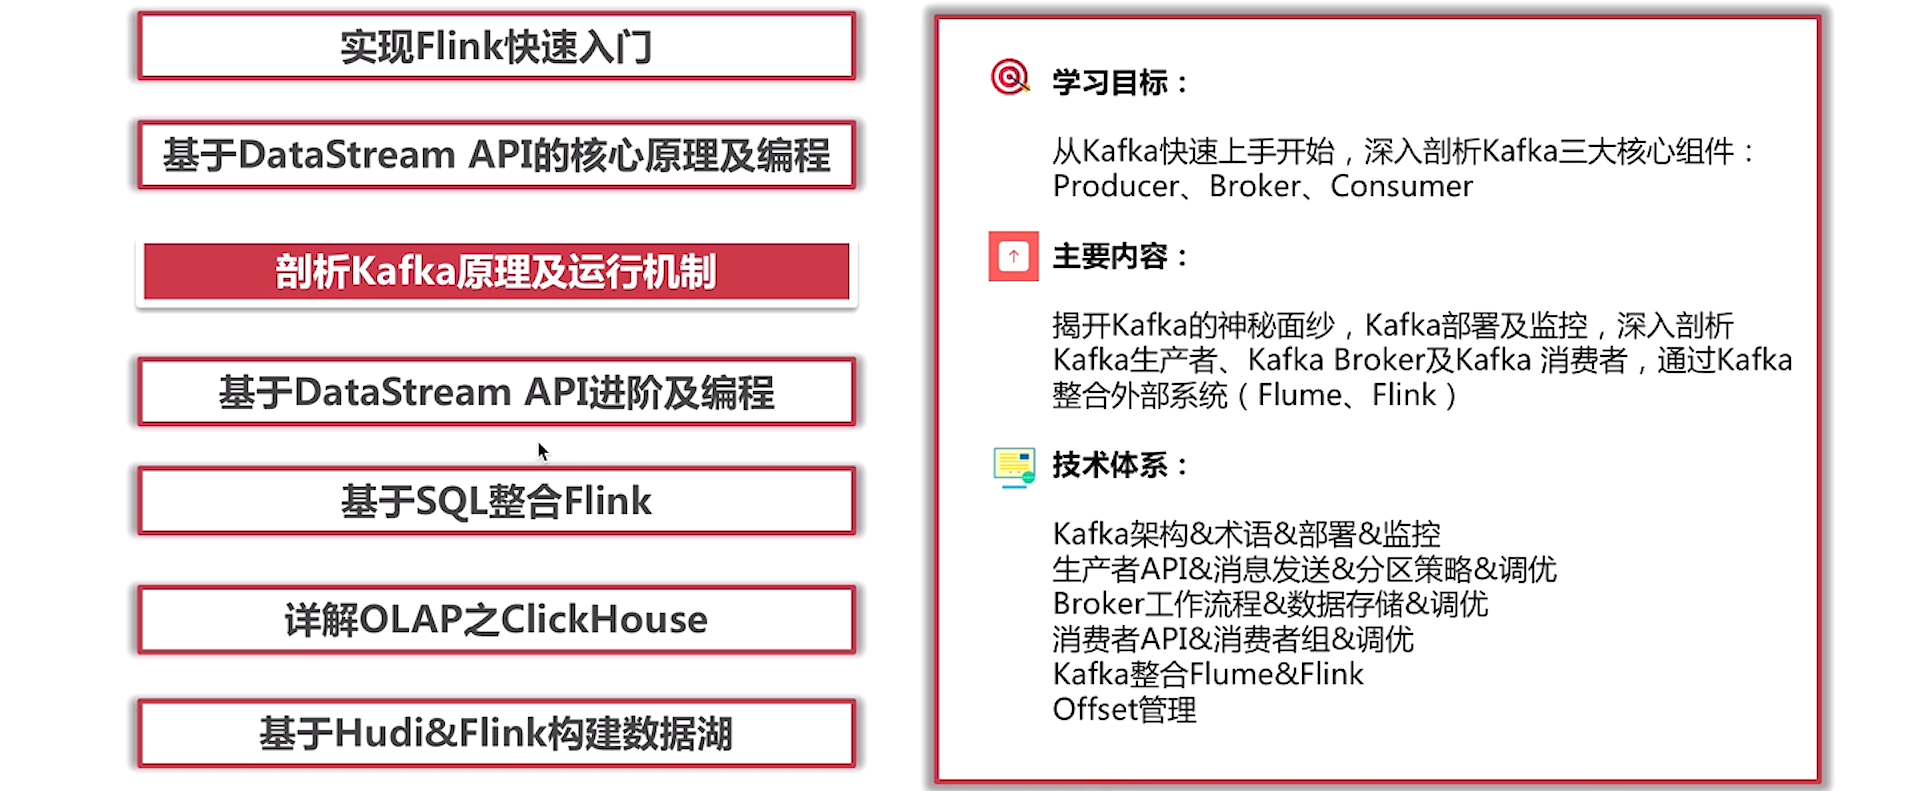 实现Flink快速入门
基于DataStream API的核心原理及编程
剖析Kafka原理及运行机制
基于DataStream API进阶及编程
基于SQL整合Flink
详解OLAP之ClickHouse
基于Hudi&Flink构建数据湖
学习目标：
从Kafka快速上手开始，深入剖析Kafka三大核心组件：
Producer、Broker、Consumer
主要内容：
揭开Kafka的神秘面纱，Kafka部署及监控，深入剖析
Kafka生产者、Kafka Broker及Kafka 消费者，通过Kafka
整合外部系统（Flume、Flink）
技术体系：
Kafka架构&术语&部署&监控
生产者API&消息发送&分区策略&调优
Broker工作流程&数据存储&调优
消费者API&消费者组&调优
Kafka整合Flume&Flink
Offset管理